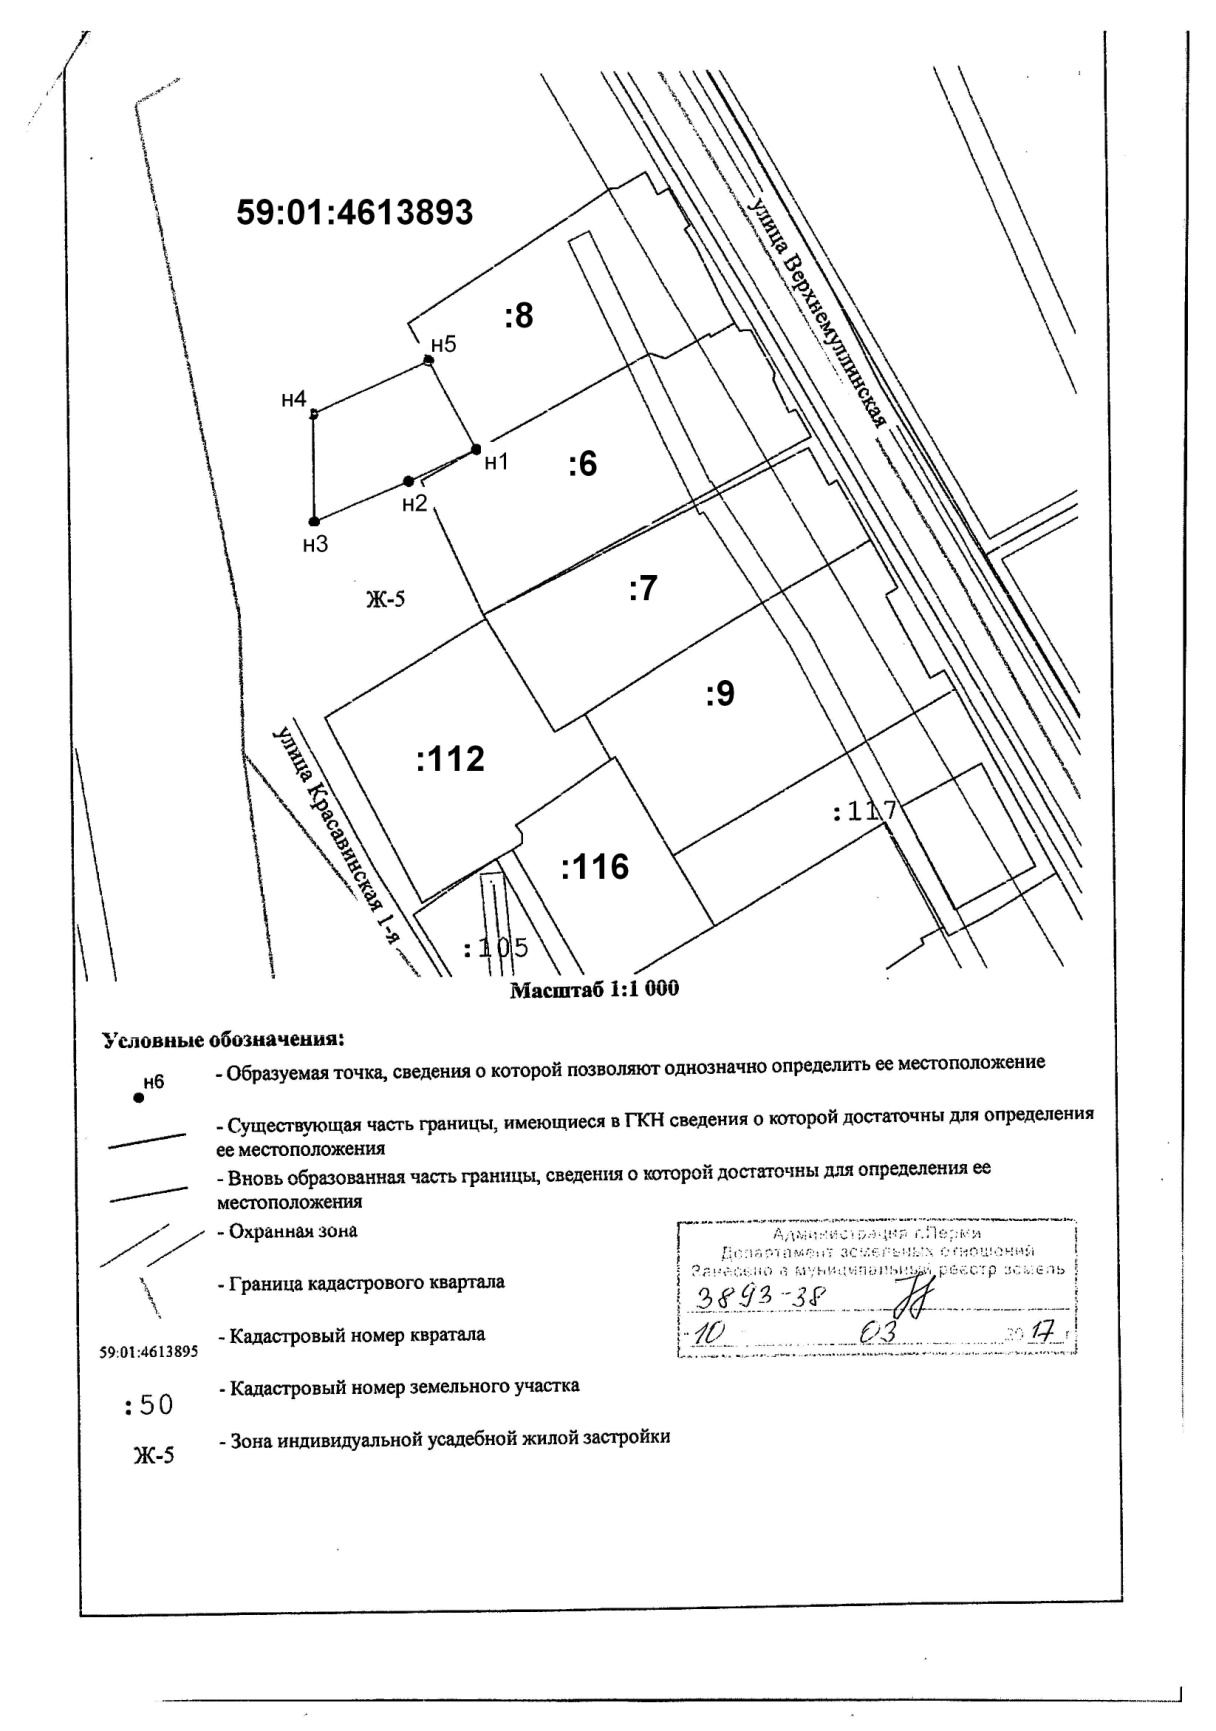 59:01:4613893
улица Верхнемуллинская
:8
н5
н4
н1
:6
н2
н3
Ж-5
:7
:9
:112
улица Красавинская 1-я
:117
:116
:105
Масштаб 1:1 000
Условные обозначения:
н6
- Образуемая точка, сведения о которой позволяют однозначно определить ее местоположение
- Существующая часть границы, имеющиеся в ГКН сведения о которой достаточны для определения
ее местоположения
- Вновь образованная часть границы, сведения о которой достаточны для определения ее
местоположения
- Охранная зона
- Граница кадастрового квартала
59:01:4613895 - Кадастровый номер квратала
:50 - Кадастровый номер земельного участка
Ж-5 - Зона индивидуальной усадебной жилой застройки
Администрация г.Перми
Департамент земельных отношений
Занесено в муниципальный реестр земель
3893-38
10 03 2017 г